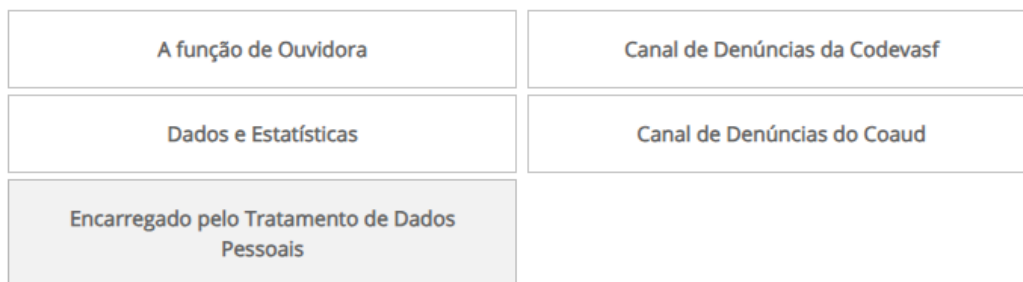 A função de Ouvidora
Canal de Denúncias da Codevasf
Dados e Estatísticas
Canal de Denúncias do Coaud
Encarregado pelo Tratamento de Dados
Pessoais